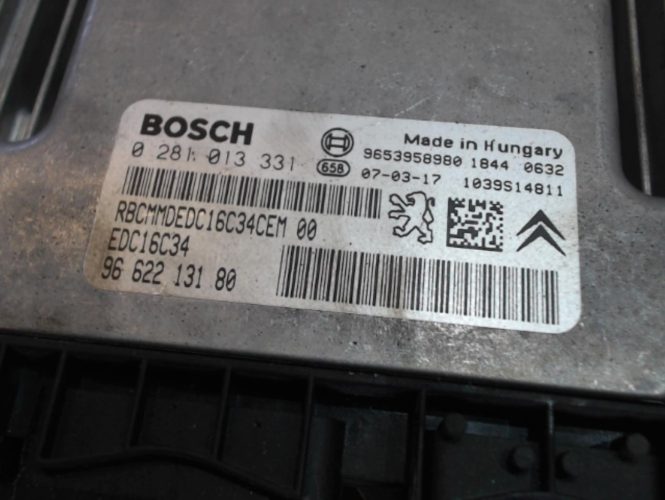 BOSCH
Made in Hungary
0 281 013 331
658
9653958980 1844 0632
07-03-17 1039S14811
RBCMMDEDC16C34CEM 00
EDC16C34
96 622 131 80